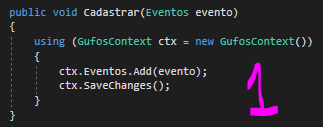 public void Cadastrar(Eventos evento)
{
using (GufosContext ctx = new GufosContext())
{
ctx.Eventos.Add(evento);
ctx.SaveChanges();
}
}
1